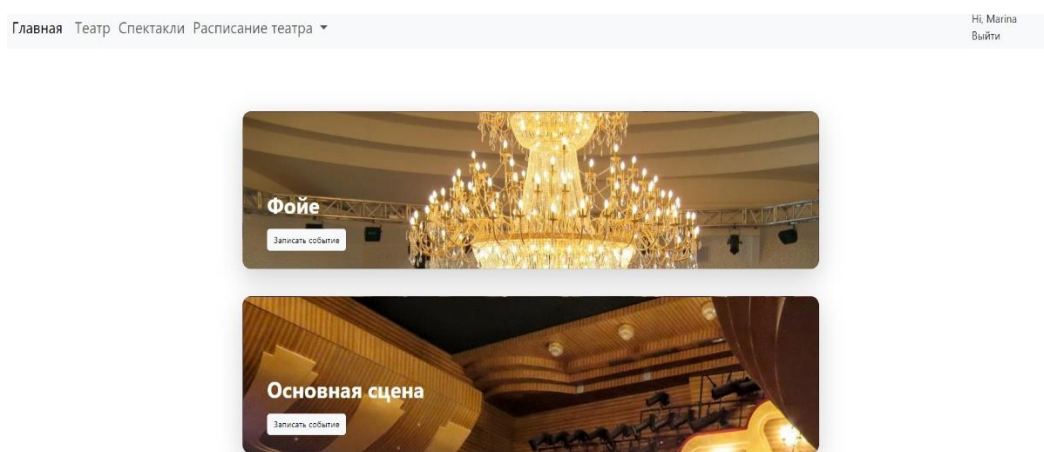 Главная Театр Спектакли Расписание театра
Hi, Marina
Выйти
Фойе
Записать событие
Основная сцена
Записать событие